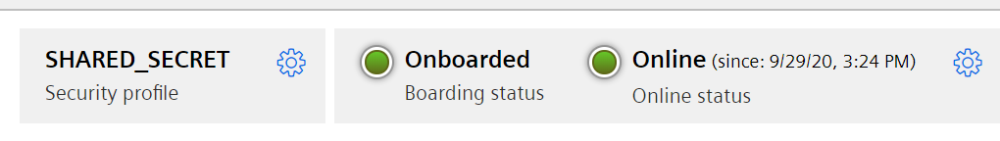 SHARED_SECRET
Security profile
Onboarded
Boarding status
Online (since: 9/29/20, 3:24 PM)
Online status